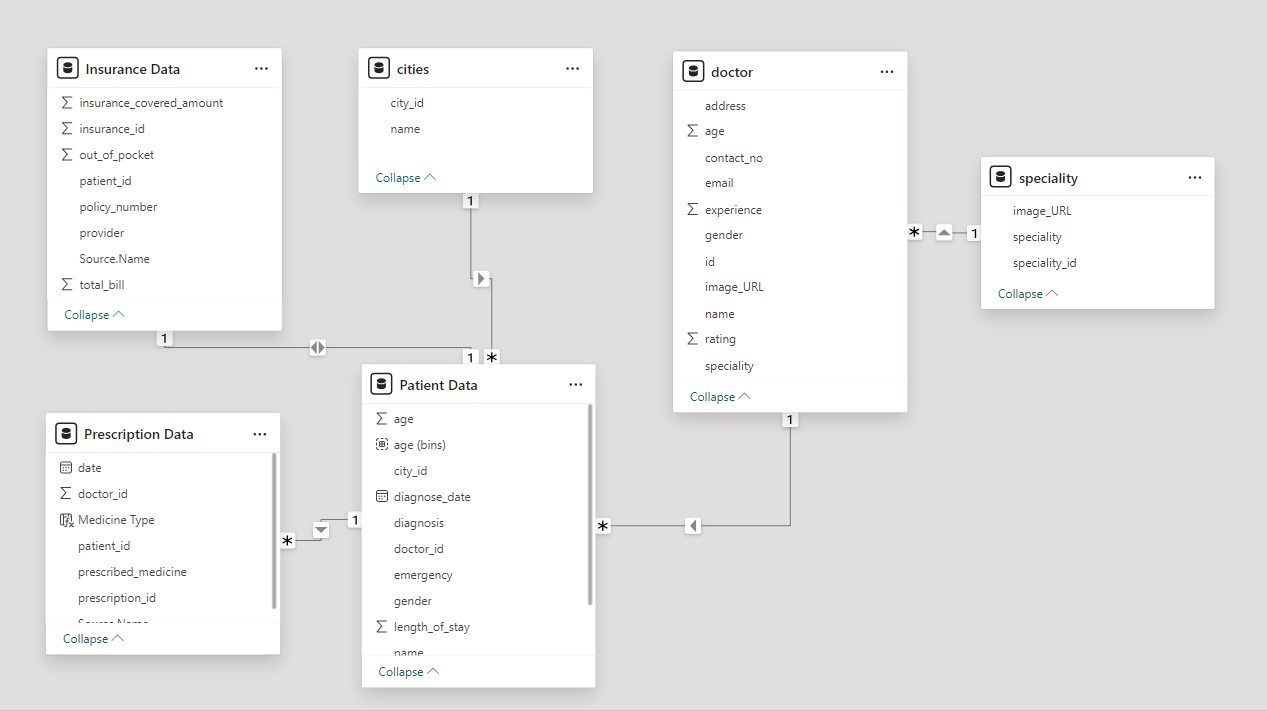 Insurance Data ...
insurance_covered_amount
insurance_id
out_of_pocket
patient_id
policy_number
provider
Source.Name
total_bill
Collapse
1
cities ...
city_id
name
Collapse
1
doctor ...
address
age
contact_no
email
experience
gender
id
image_URL
name
rating
speciality
Collapse
1
speciality ...
image_URL
speciality
speciality_id
Collapse
* 1
Prescription Data ...
date
doctor_id
Medicine Type
patient_id
prescribed_medicine
prescription_id
Source.Name
Collapse
* 1
1 *
Patient Data ...
age
age (bins)
city_id
diagnose_date
diagnosis
doctor_id
emergency
gender
length_of_stay
name
Collapse
*